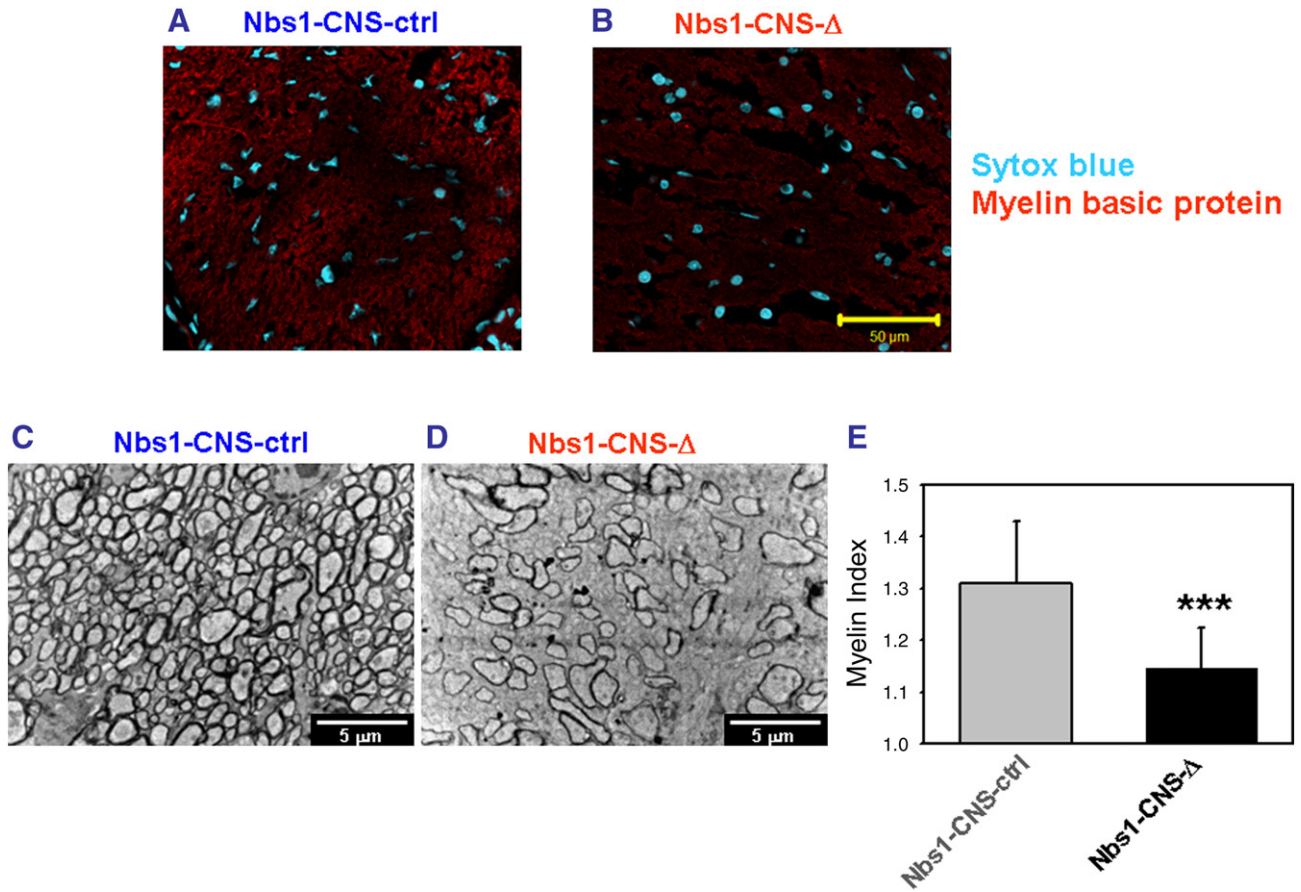 A Nbs1-CNS-ctrl
B Nbs1-CNS-Δ
50 μm
Sytox blue
Myelin basic protein
C Nbs1-CNS-ctrl
5 μm
D Nbs1-CNS-Δ
5 μm
E
Myelin Index
1.5
1.4
1.3
1.2
1.1
1.0
***
Nbs1-CNS-ctrl
Nbs1-CNS-Δ